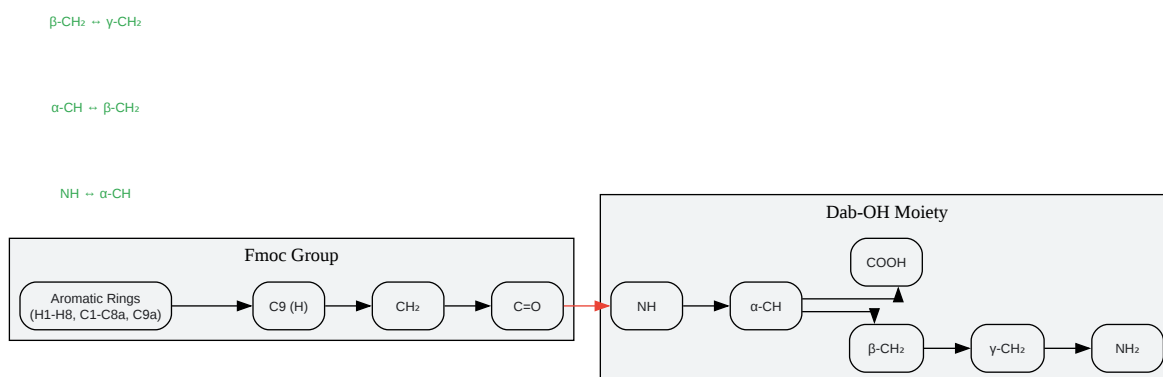 β-CH₂ ↔ γ-CH₂
α-CH ↔ β-CH₂
NH ↔ α-CH
Dab-OH Moiety
Fmoc Group
COOH
Aromatic Rings
(H1-H8, C1-C8a, C9a)
C9 (H)
CH₂
C=O
NH
α-CH
β-CH₂
γ-CH₂
NH₂